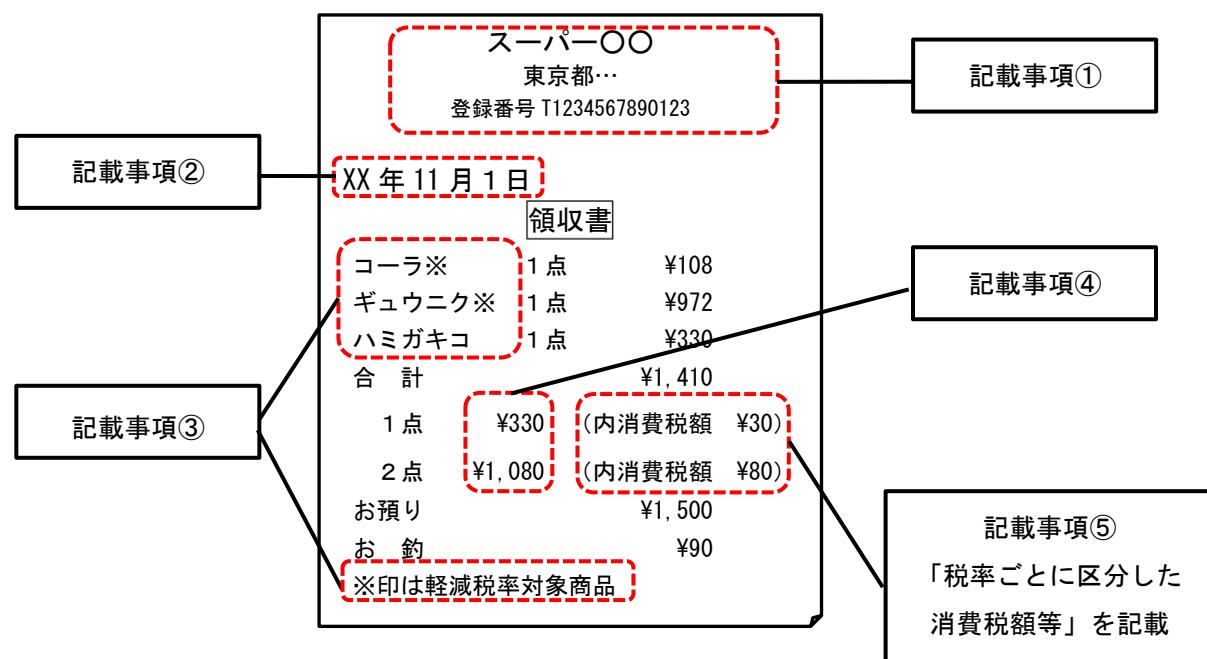 スーパー〇〇
東京都…
登録番号 T1234567890123
記載事項①
記載事項②
XX 年 11 月 1 日
領収書
コーラ※ 1 点 ¥108
ギュウニク※ 1 点 ¥972
ハミガキコ 1 点 ¥330
合 計 ¥1,410
1 点 ¥330 (内消費税額 ¥30)
2 点 ¥1,080 (内消費税額 ¥80)
お預り ¥1,500
お 釣 ¥90
※印は軽減税率対象商品
記載事項③
記載事項④
記載事項⑤
「税率ごとに区分した
消費税額等」を記載